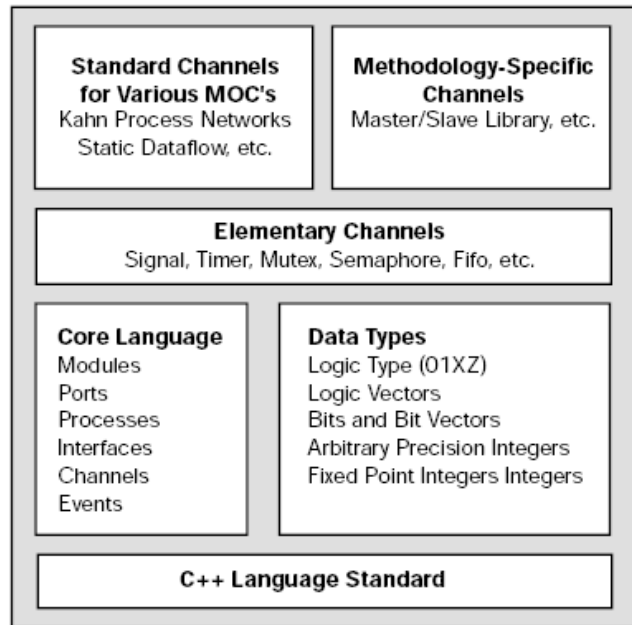 Standard Channels
for Various MOC's
Kahn Process Networks
Static Dataflow, etc.
Methodology-Specific
Channels
Master/Slave Library, etc.
Elementary Channels
Signal, Timer, Mutex, Semaphore, Fifo, etc.
Core Language
Modules
Ports
Processes
Interfaces
Channels
Events
Data Types
Logic Type (01XZ)
Logic Vectors
Bits and Bit Vectors
Arbitrary Precision Integers
Fixed Point Integers Integers
C++ Language Standard